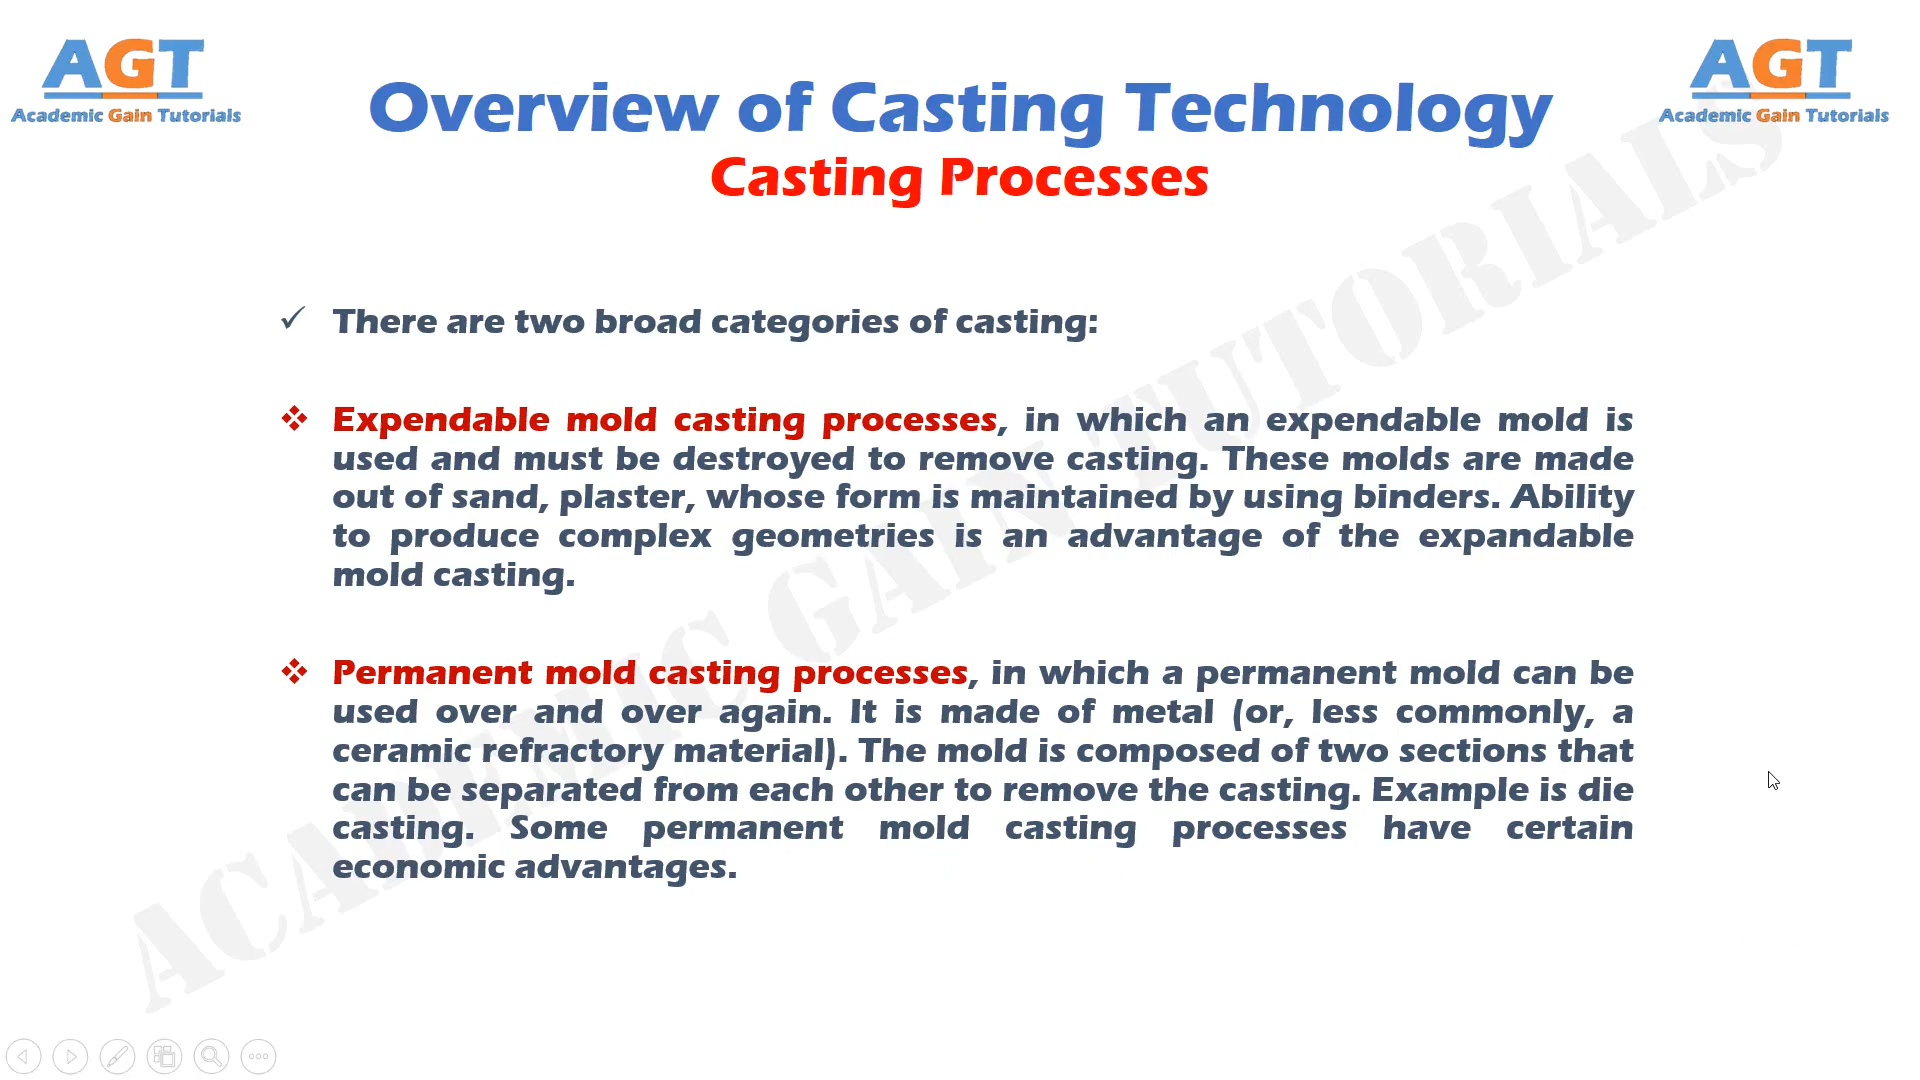 AGT
Academic Gain Tutorials
AGT
Academic Gain Tutorials
Overview of Casting Technology
Casting Processes
There are two broad categories of casting:
Expendable mold casting processes, in which an expendable mold is
used and must be destroyed to remove casting. These molds are made
out of sand, plaster, whose form is maintained by using binders. Ability
to produce complex geometries is an advantage of the expandable
mold casting.
Permanent mold casting processes, in which a permanent mold can be
used over and over again. It is made of metal (or, less commonly, a
ceramic refractory material). The mold is composed of two sections that
can be separated from each other to remove the casting. Example is die
casting. Some permanent mold casting processes have certain
economic advantages.
ACADEMIC GAIN TUTORIALS